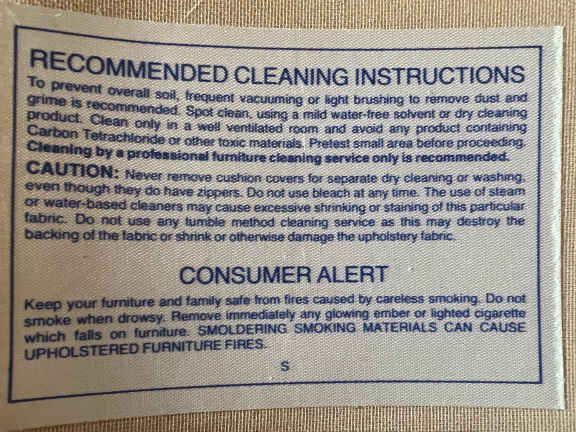 RECOMMENDED CLEANING INSTRUCTIONS
To prevent overall soil, frequent vacuuming or light brushing to remove dust and
grime is recommended. Spot clean, using a mild water-free solvent or dry cleaning
product. Clean only in a well ventilated room and avoid any product containing
Carbon Tetrachloride or other toxic materials. Pretest small area before proceeding.
Cleaning by a professional furniture cleaning service only is recommended.
CAUTION: Never remove cushion covers for separate dry cleaning or washing,
even though they do have zippers. Do not use bleach at any time. The use of steam
or water-based cleaners may cause excessive shrinking or staining of this particular
fabric. Do not use any tumble method cleaning service as this may destroy the
backing of the fabric or shrink or otherwise damage the upholstery fabric.
CONSUMER ALERT
Keep your furniture and family safe from fires caused by careless smoking. Do not
smoke when drowsy. Remove immediately any glowing ember or lighted cigarette
which falls on furniture. SMOLDERING SMOKING MATERIALS CAN CAUSE
UPHOLSTERED FURNITURE FIRES.
S